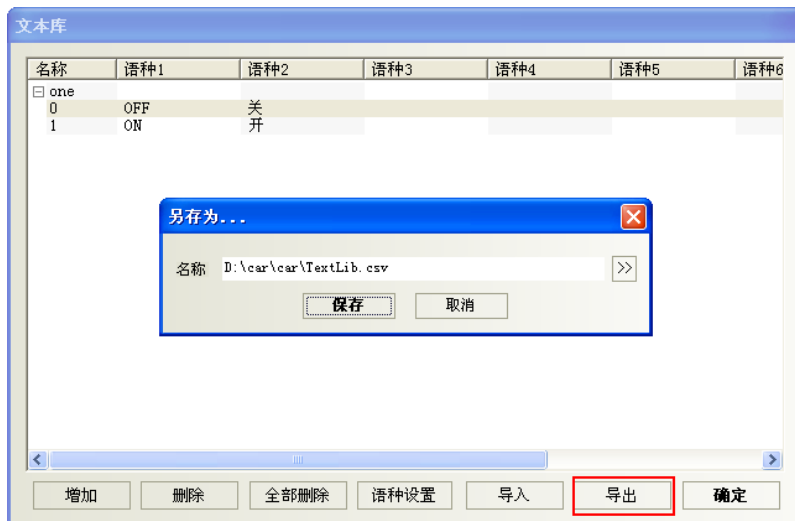 文本库
名称 语种1 语种2 语种3 语种4 语种5 语种6
one
0 OFF 关
1 ON 开
另存为...
名称 D:\car\car\TextLib.csv >>
保存 取消
增加 删除 全部删除 语种设置 导入 导出 确定